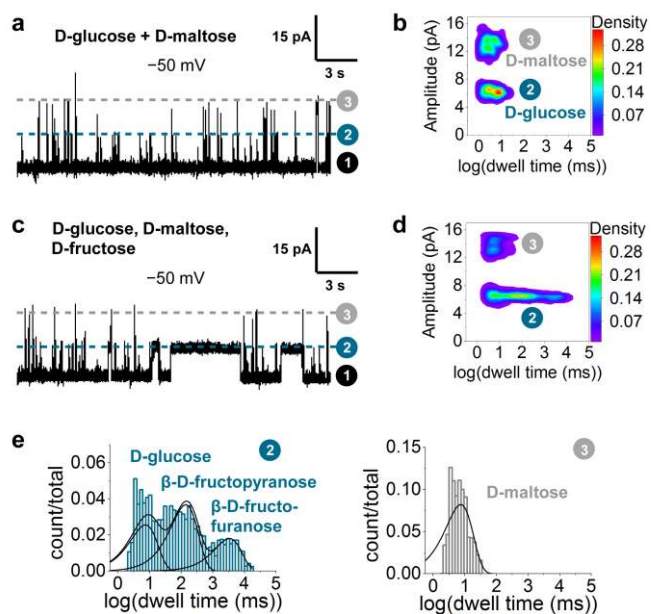 a
D-glucose + D-maltose
−50 mV
15 pA
3 s
3
2
1
b
Amplitude (pA)
16
12
8
4
0
3
D-maltose
2
D-glucose
0 1 2 3 4 5
log(dwell time (ms))
Density
0.28
0.21
0.14
0.07
c
D-glucose, D-maltose,
D-fructose
−50 mV
15 pA
3 s
3
2
1
d
Amplitude (pA)
16
12
8
4
0
3
2
0 1 2 3 4 5
log(dwell time (ms))
Density
0.28
0.21
0.14
0.07
e
count/total
0.06
0.04
0.02
0.00
D-glucose
2
β-D-fructopyranose
β-D-fructo-
furanose
0 1 2 3 4 5
log(dwell time (ms))
count/total
0.15
0.10
0.05
0.00
3
D-maltose
0 1 2 3 4 5
log(dwell time (ms))